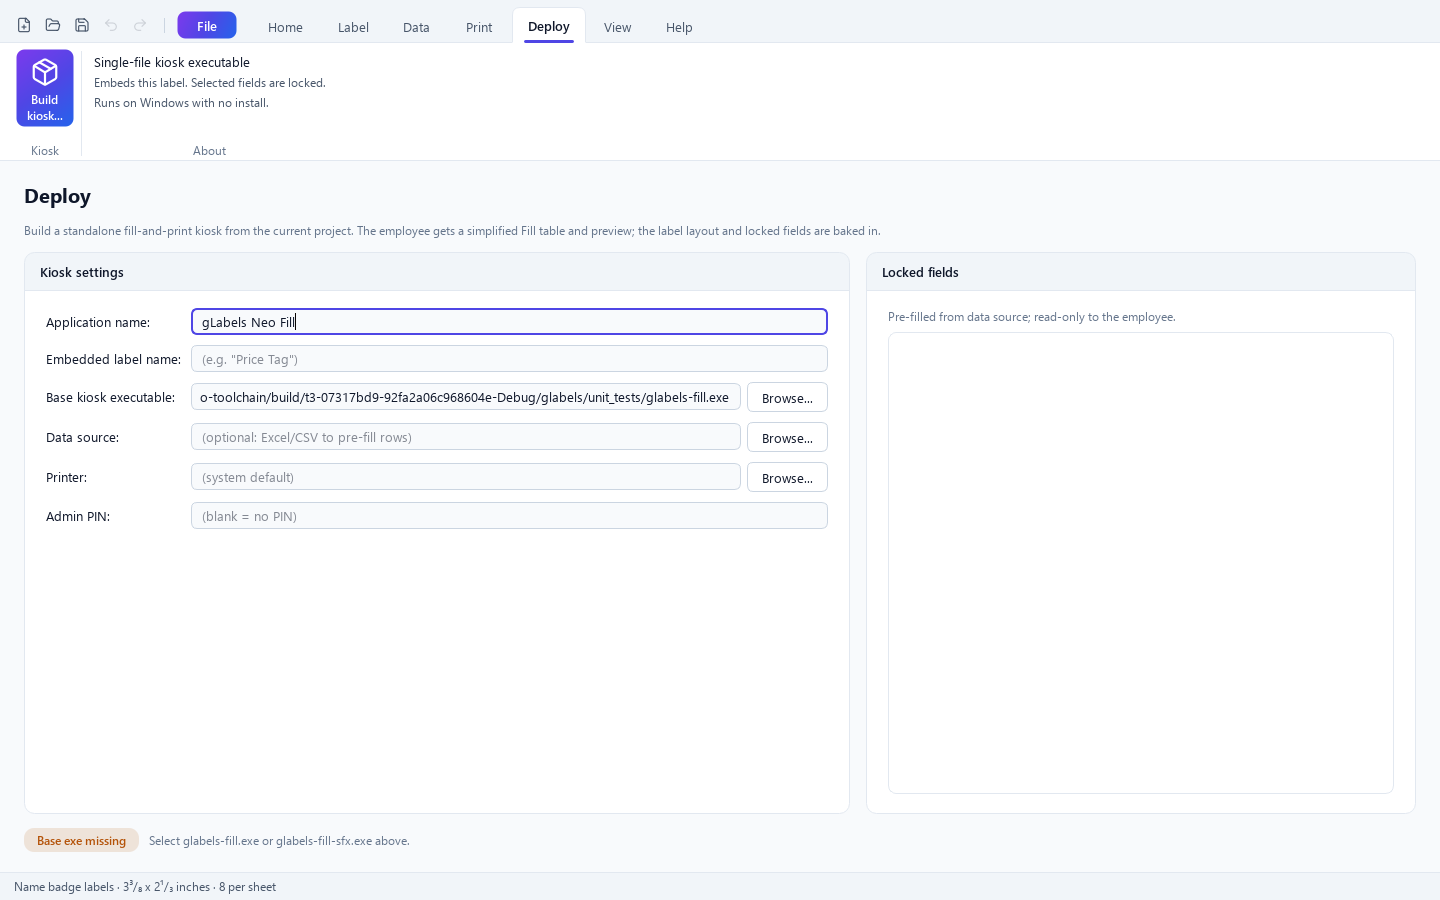 File
Home
Label
Data
Print
Deploy
View
Help
Build
kiosk...
Kiosk
Single-file kiosk executable
Embeds this label. Selected fields are locked.
Runs on Windows with no install.
About
Deploy
Build a standalone fill-and-print kiosk from the current project. The employee gets a simplified Fill table and preview; the label layout and locked fields are baked in.
Kiosk settings
Application name:
gLabels Neo Fill
Embedded label name:
(e.g. "Price Tag")
Base kiosk executable:
o-toolchain/build/t3-07317bd9-92fa2a06c968604e-Debug/glabels/unit_tests/glabels-fill.exe
Browse...
Data source:
(optional: Excel/CSV to pre-fill rows)
Browse...
Printer:
(system default)
Browse...
Admin PIN:
(blank = no PIN)
Locked fields
Pre-filled from data source; read-only to the employee.
Base exe missing
Select glabels-fill.exe or glabels-fill-sfx.exe above.
Name badge labels · 3³/₈ x 2¹/₃ inches · 8 per sheet